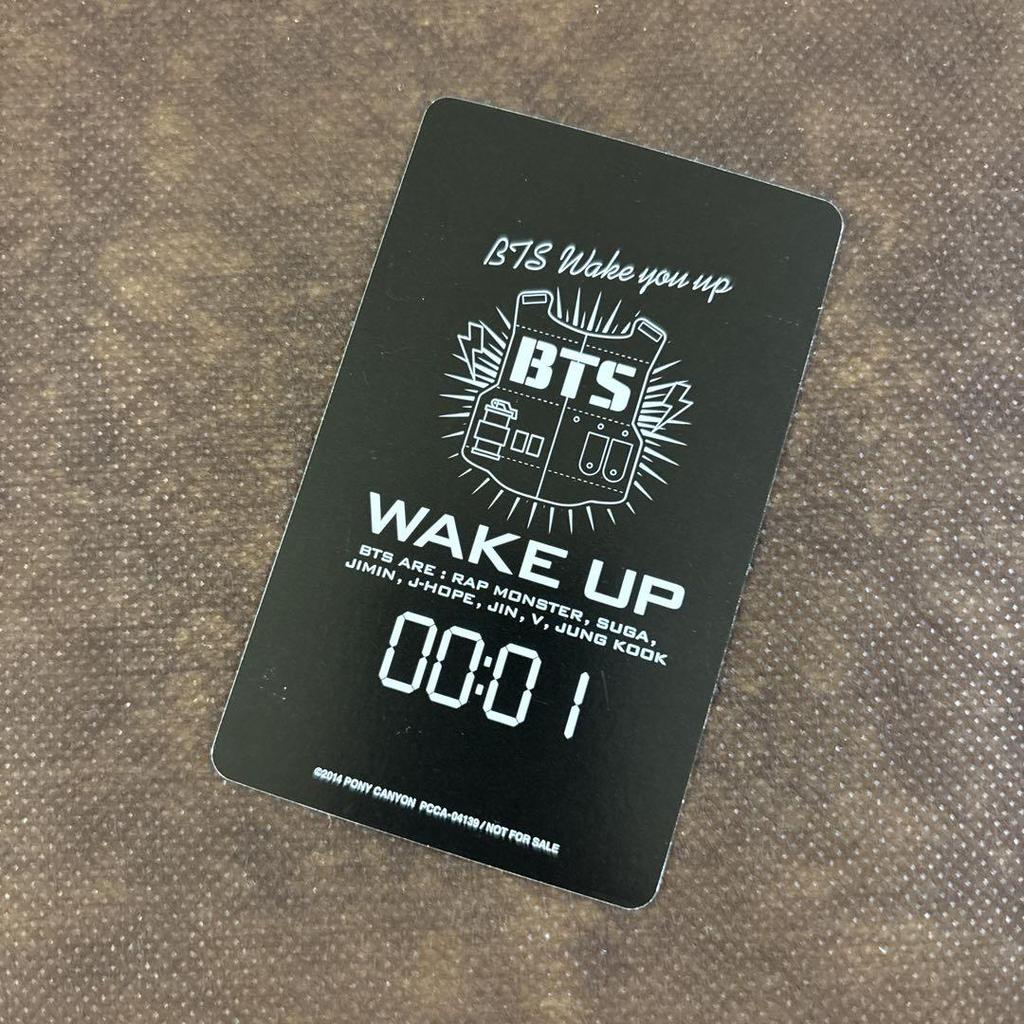 BTS Wake you up
BTS
WAKE UP
BTS ARE : RAP MONSTER, SUGA,
JIMIN, J-HOPE, JIN, V, JUNG KOOK
00:01
©2014 PONY CANYON PCCA-04139 / NOT FOR SALE